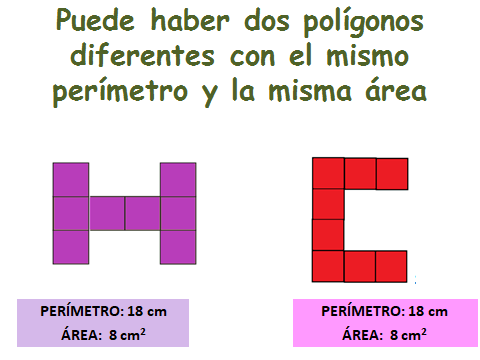 Puede haber dos polígonos
diferentes con el mismo
perímetro y la misma área
PERÍMETRO: 18 cm
ÁREA: 8 cm²
PERÍMETRO: 18 cm
ÁREA: 8 cm²